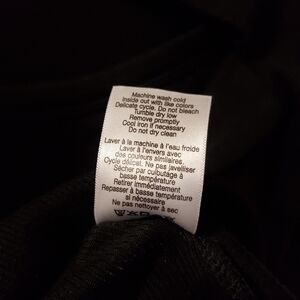 Machine wash cold
Inside out with like colors
Delicate cycle. Do not bleach
Tumble dry low
Remove promptly
Cool iron if necessary
Do not dry clean
Laver à la machine à l'eau froide
Laver à l'envers avec
des couleurs similaires.
Cycle délicat. Ne pas javelliser
Sécher par culbutage à
basse température
Retirer immédiatement
Repasser à basse température
si nécessaire
Ne pas nettoyer à sec